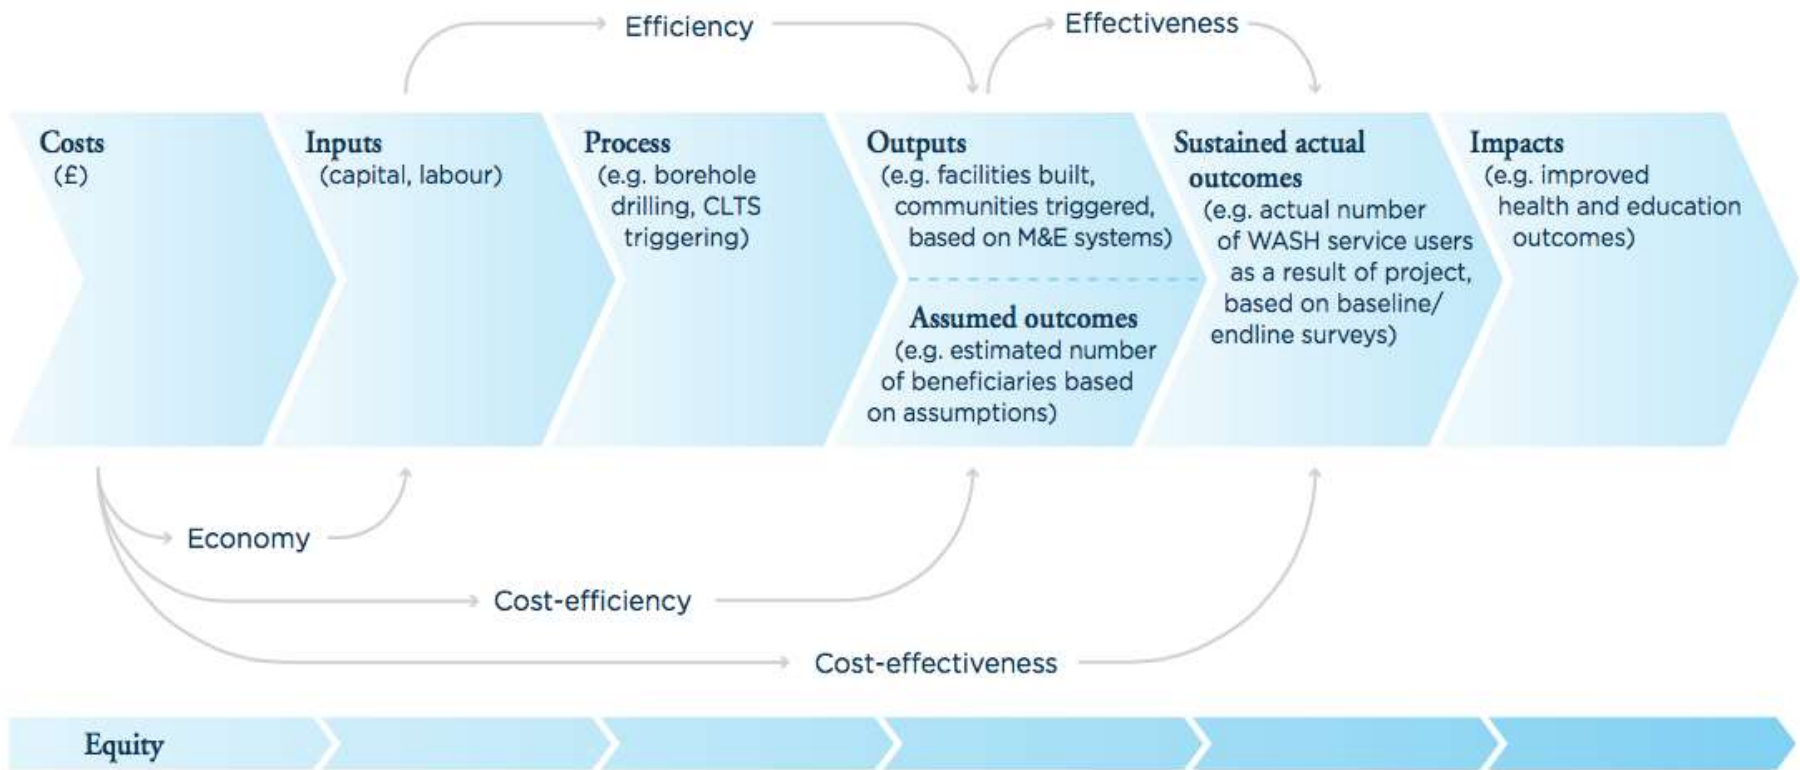 Efficiency
Effectiveness
Costs
(£)
Inputs
(capital, labour)
Process
(e.g. borehole
drilling, CLTS
triggering)
Outputs
(e.g. facilities built,
communities triggered,
based on M&E systems)
Assumed outcomes
(e.g. estimated number
of beneficiaries based
on assumptions)
Sustained actual
outcomes
(e.g. actual number
of WASH service users
as a result of project,
based on baseline/
endline surveys)
Impacts
(e.g. improved
health and education
outcomes)
Economy
Cost-efficiency
Cost-effectiveness
Equity